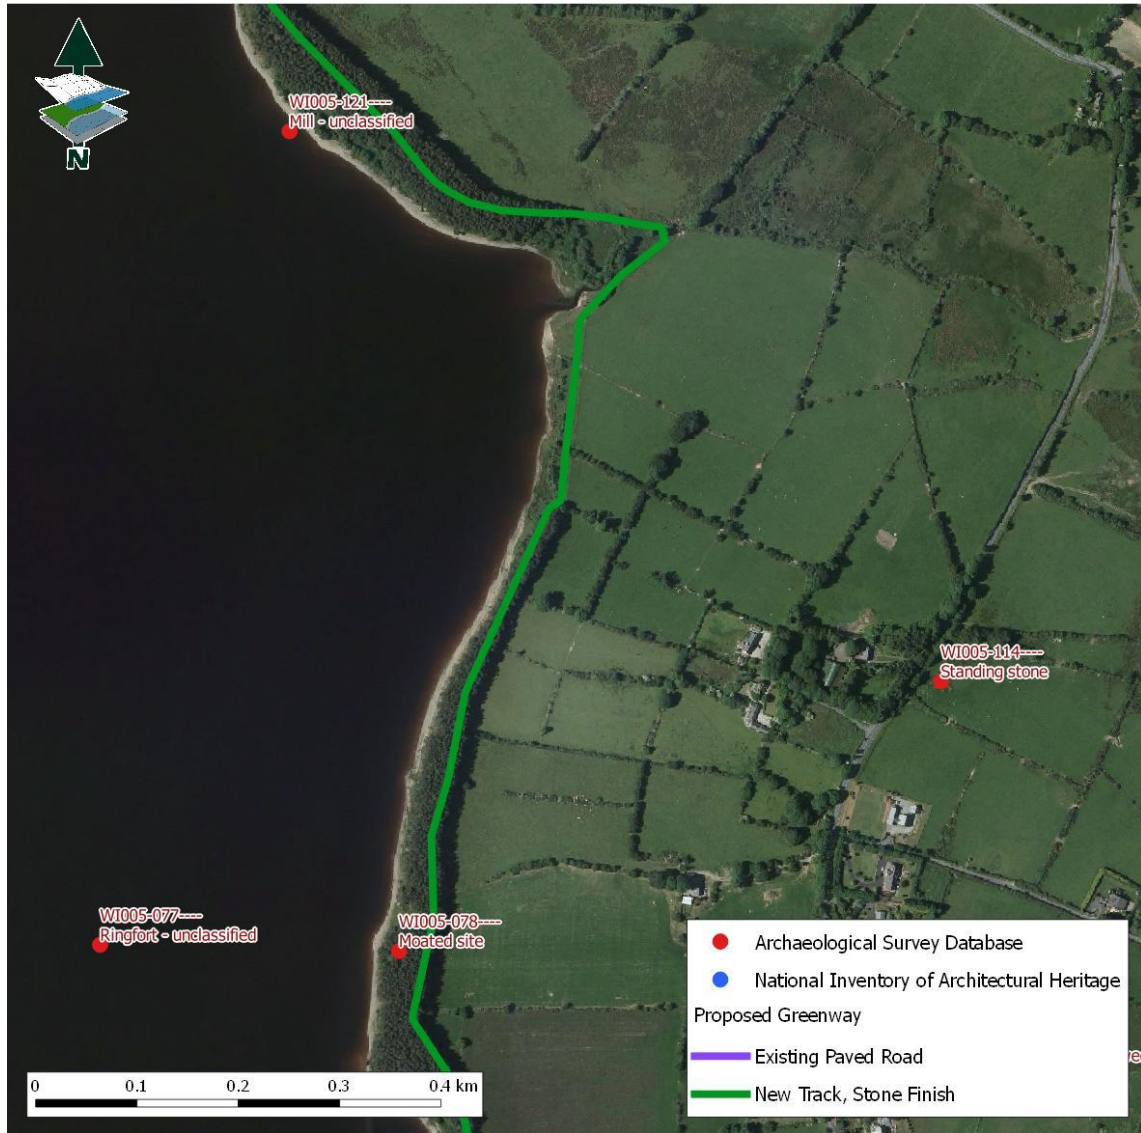 N
WI005-121----
Mill - unclassified
WI005-114----
Standing stone
WI005-077----
Ringfort - unclassified
WI005-078----
Moated site
Archaeological Survey Database
National Inventory of Architectural Heritage
Proposed Greenway
Existing Paved Road
New Track, Stone Finish
0 0.1 0.2 0.3 0.4 km